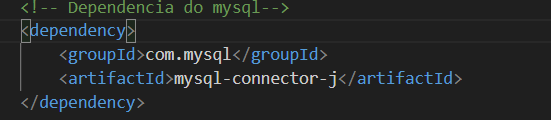 <!-- Dependencia do mysql-->
<dependency>
<groupId>com.mysql</groupId>
<artifactId>mysql-connector-j</artifactId>
</dependency>